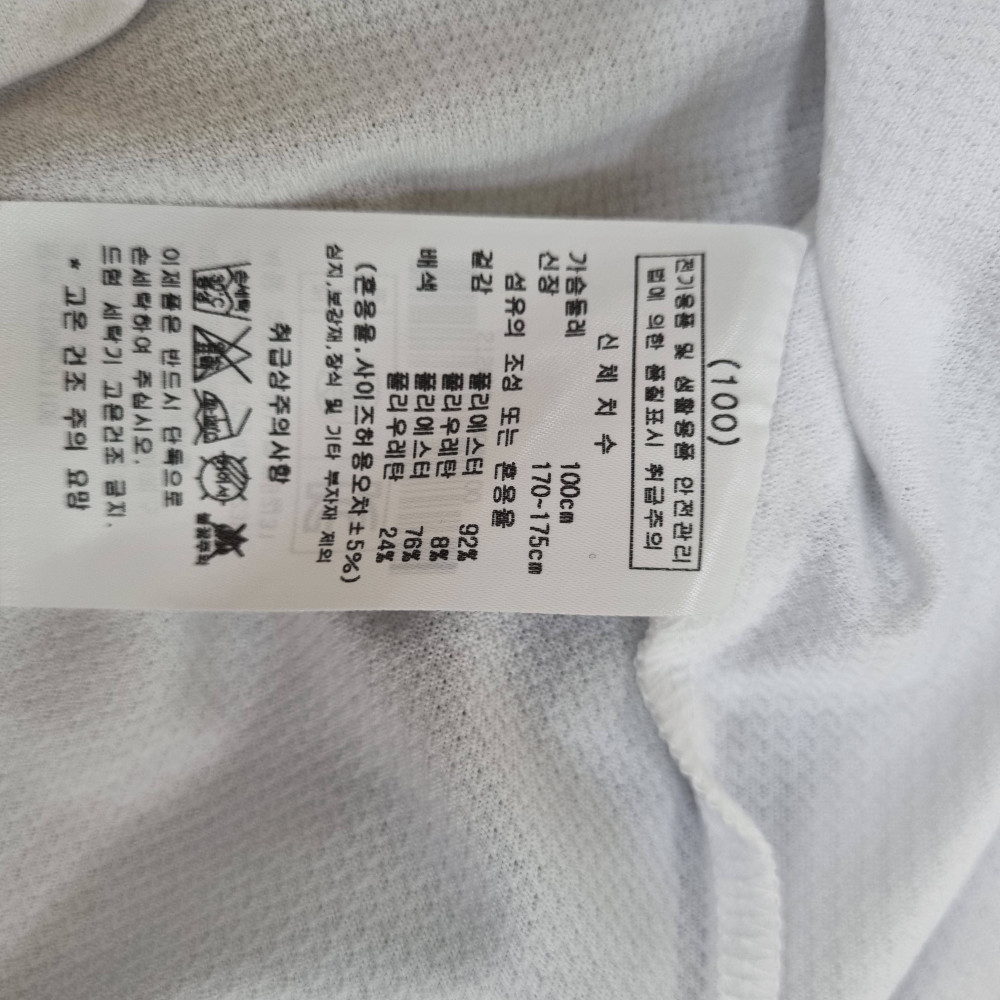 (100)
전기용품 및 생활용품 안전관리
법에 의한 품질표시 취급주의
신 체 치 수
가슴둘레 100cm
신장 170~175cm
섬유의 조성 또는 혼용율
겉감 폴리에스터 92%
폴리우레탄 8%
배색 폴리에스터 76%
폴리우레탄 24%
(혼용율,사이즈허용오차±5%)
심지,보강재,장식 및 기타 부자재 제외
취급상주의사항
손세탁
이제품은 반드시 단독으로
손세탁하여 주십시오.
드럼 세탁기 고온건조 금지.
* 고온 건조 주의 요망